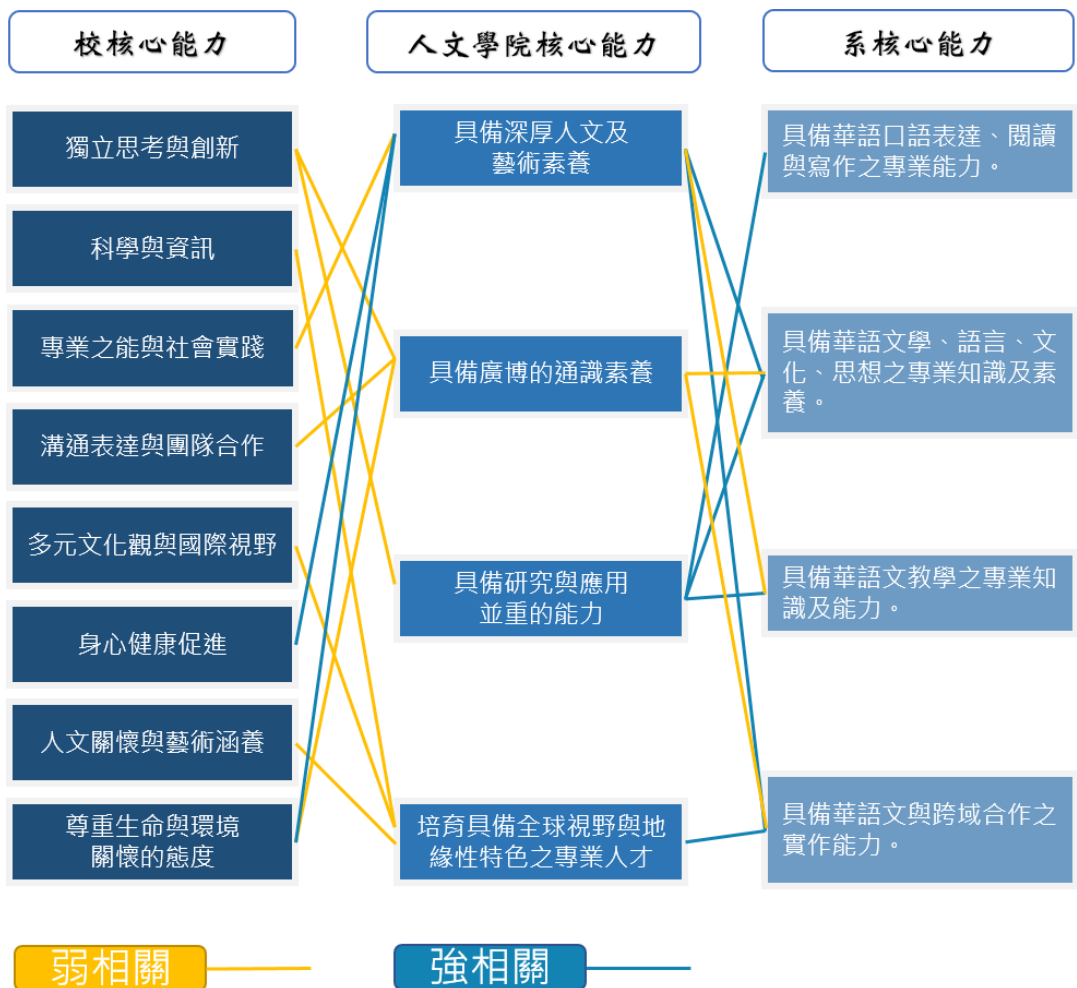 校核心能力
人文學院核心能力
系核心能力
獨立思考與創新
科學與資訊
專業之能與社會實踐
溝通表達與團隊合作
多元文化觀與國際視野
身心健康促進
人文關懷與藝術涵養
尊重生命與環境
關懷的態度
具備深厚人文及
藝術素養
具備廣博的通識素養
具備研究與應用
並重的能力
培育具備全球視野與地
緣性特色之專業人才
具備華語口語表達、閱讀
與寫作之專業能力。
具備華語文學、語言、文
化、思想之專業知識及素
養。
具備華語文教學之專業知
識及能力。
具備華語文與跨域合作之
實作能力。
弱相關
強相關